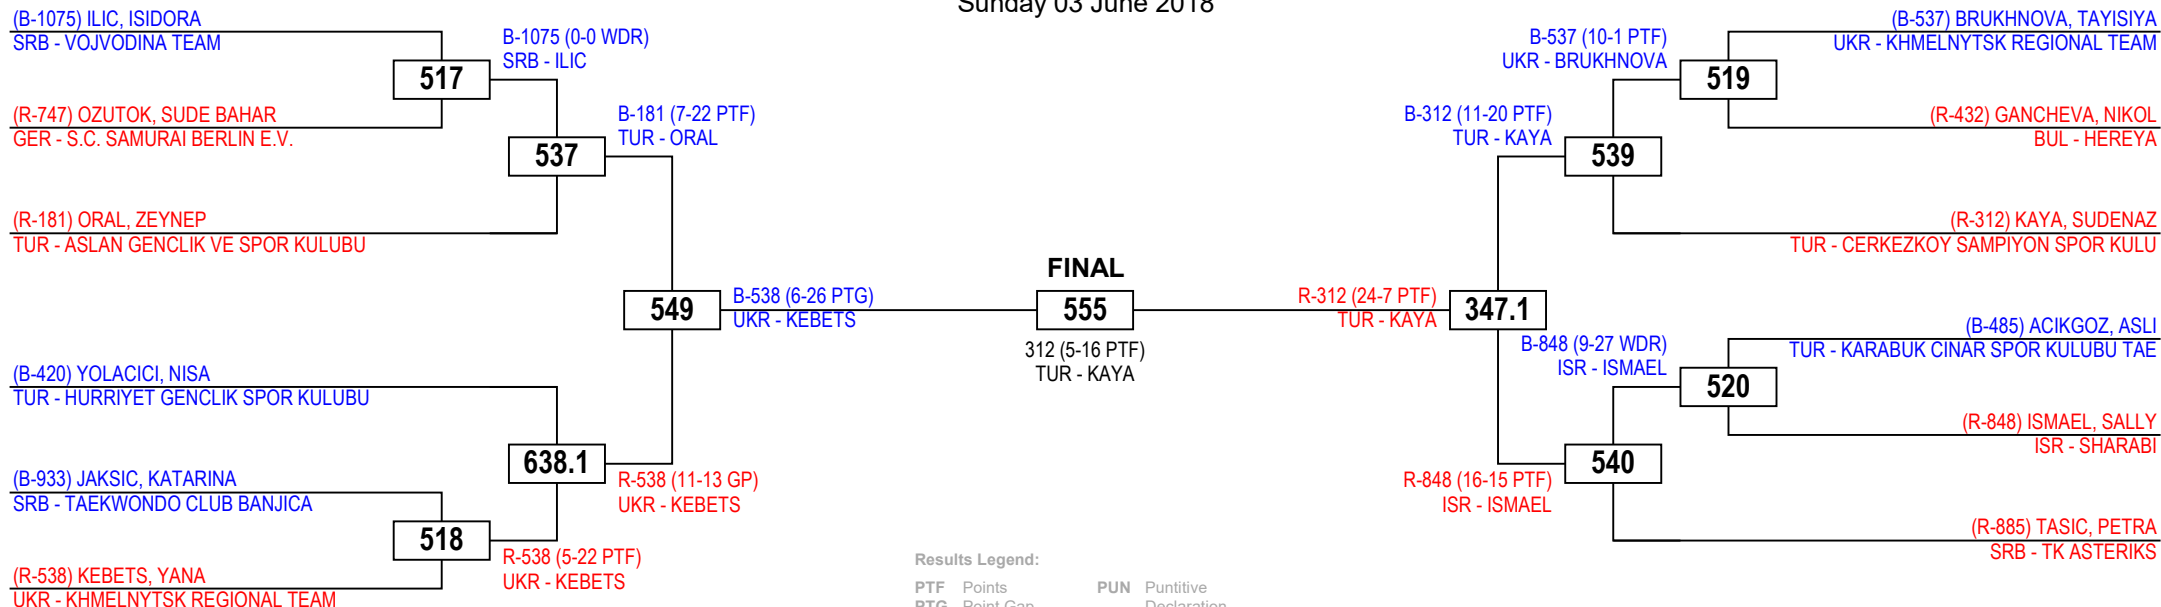 Sunday 03 June 2018
(B-1075) ILIC, ISIDORA
SRB - VOJVODINA TEAM
B-1075 (0-0 WDR)
SRB - ILIC
517
(R-747) OZUTOK, SUDE BAHAR
GER - S.C. SAMURAI BERLIN E.V.
B-181 (7-22 PTF)
TUR - ORAL
537
(R-181) ORAL, ZEYNEP
TUR - ASLAN GENCLIK VE SPOR KULUBU
549
B-538 (6-26 PTG)
UKR - KEBETS
(B-420) YOLACICI, NISA
TUR - HURRIYET GENCLIK SPOR KULUBU
638.1
R-538 (11-13 GP)
UKR - KEBETS
(B-933) JAKSIC, KATARINA
SRB - TAEKWONDO CLUB BANJICA
518
R-538 (5-22 PTF)
UKR - KEBETS
(R-538) KEBETS, YANA
UKR - KHMELNYTSK REGIONAL TEAM
FINAL
555
312 (5-16 PTF)
TUR - KAYA
(B-537) BRUKHNOVA, TAYISIYA
UKR - KHMELNYTSK REGIONAL TEAM
B-537 (10-1 PTF)
UKR - BRUKHNOVA
519
(R-432) GANCHEVA, NIKOL
BUL - HEREYA
B-312 (11-20 PTF)
TUR - KAYA
539
(R-312) KAYA, SUDENAZ
TUR - CERKEZKOY SAMPIYON SPOR KULU
R-312 (24-7 PTF)
TUR - KAYA
347.1
(B-485) ACIKGOZ, ASLI
TUR - KARABUK CINAR SPOR KULUBU TAE
B-848 (9-27 WDR)
ISR - ISMAEL
520
(R-848) ISMAEL, SALLY
ISR - SHARABI
540
R-848 (16-15 PTF)
ISR - ISMAEL
(R-885) TASIC, PETRA
SRB - TK ASTERIKS
Results Legend:
PTF Points PUN Puntitive
PTG Point Gap Declaration